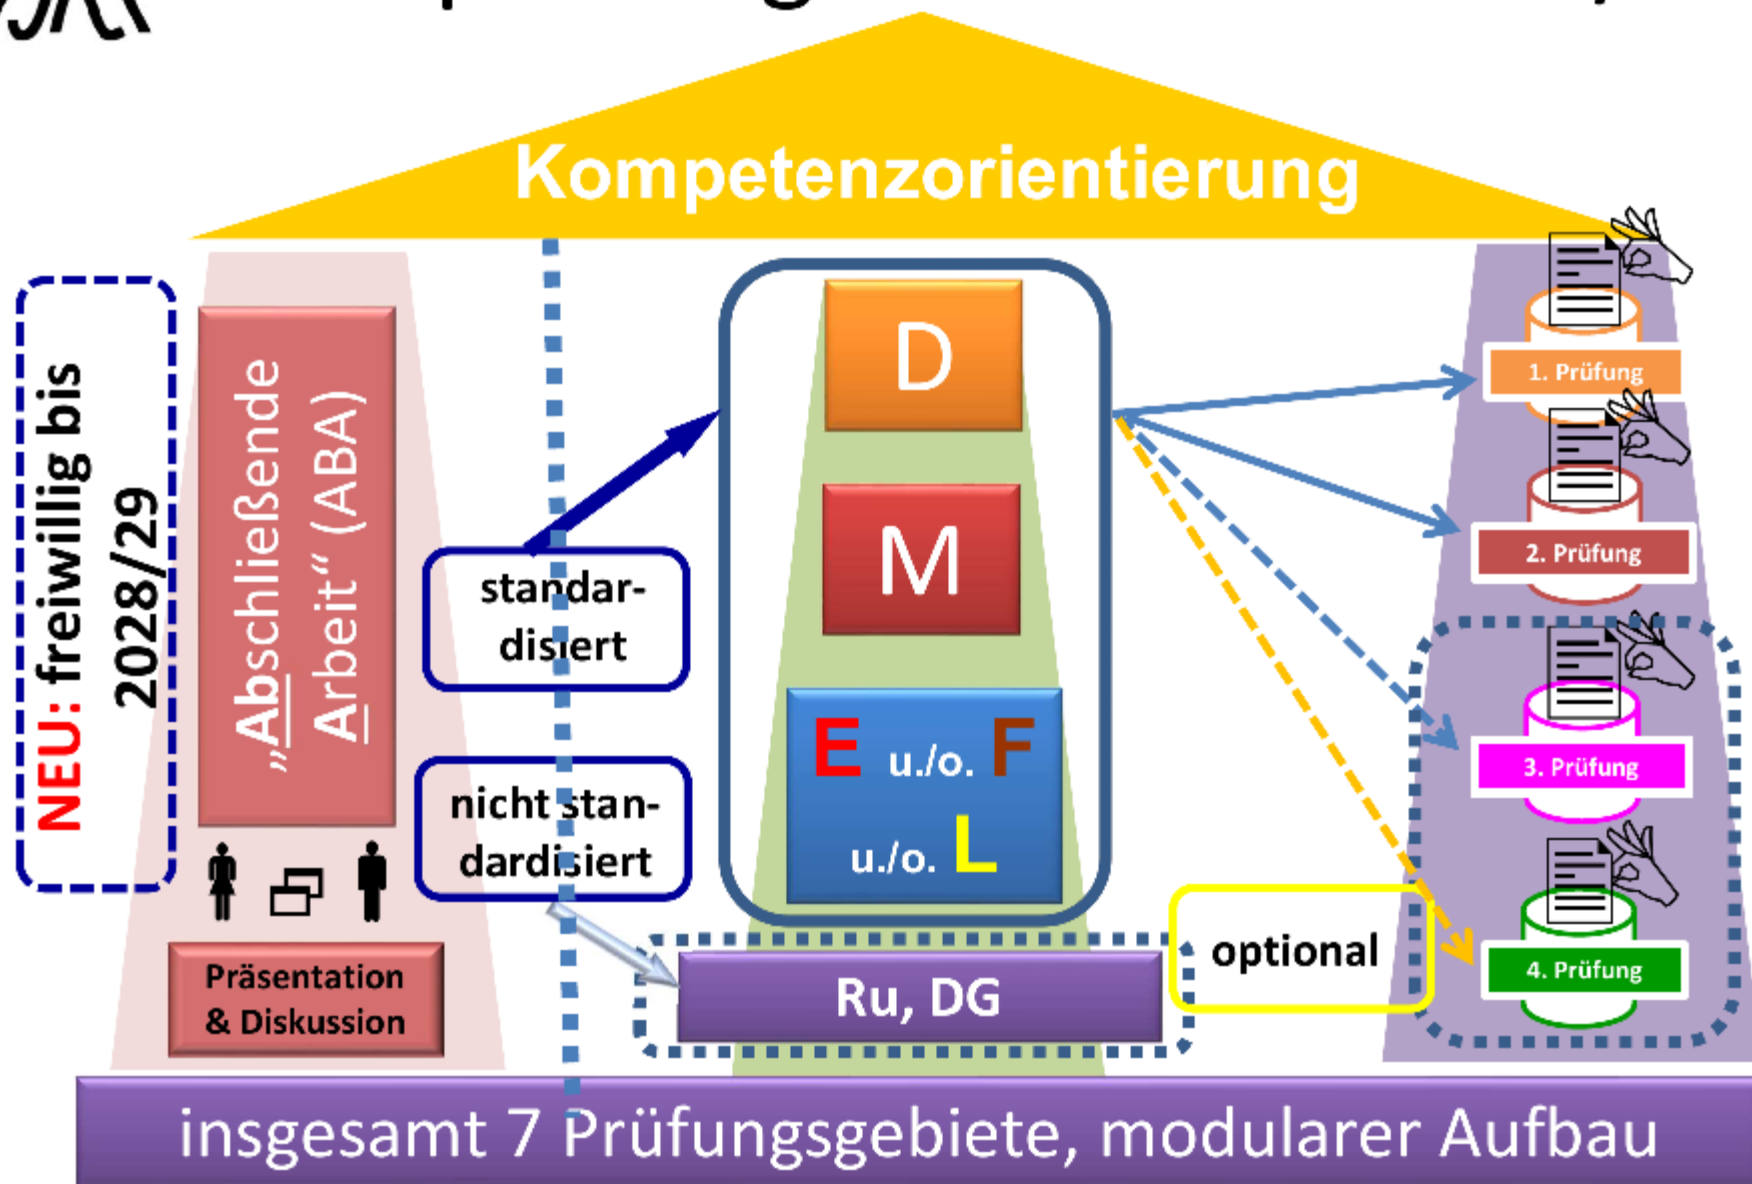 Kompetenzorientierung
NEU: freiwillig bis
2028/29
„Abschließende
Arbeit“ (ABA)
Präsentation
& Diskussion
standar-
disiert
nicht stan-
dardisiert
D
M
E u./o. F
u./o. L
Ru, DG
optional
1. Prüfung
2. Prüfung
3. Prüfung
4. Prüfung
insgesamt 7 Prüfungsgebiete, modularer Aufbau